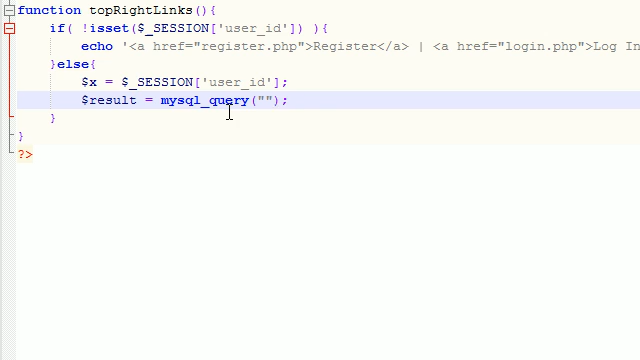 function topRightLinks(){
if( !isset($_SESSION['user_id']) ){
echo '<a href="register.php">Register</a> | <a href="login.php">Log In
}else{
$x = $_SESSION['user_id'];
$result = mysql_query("");
}
}
?>